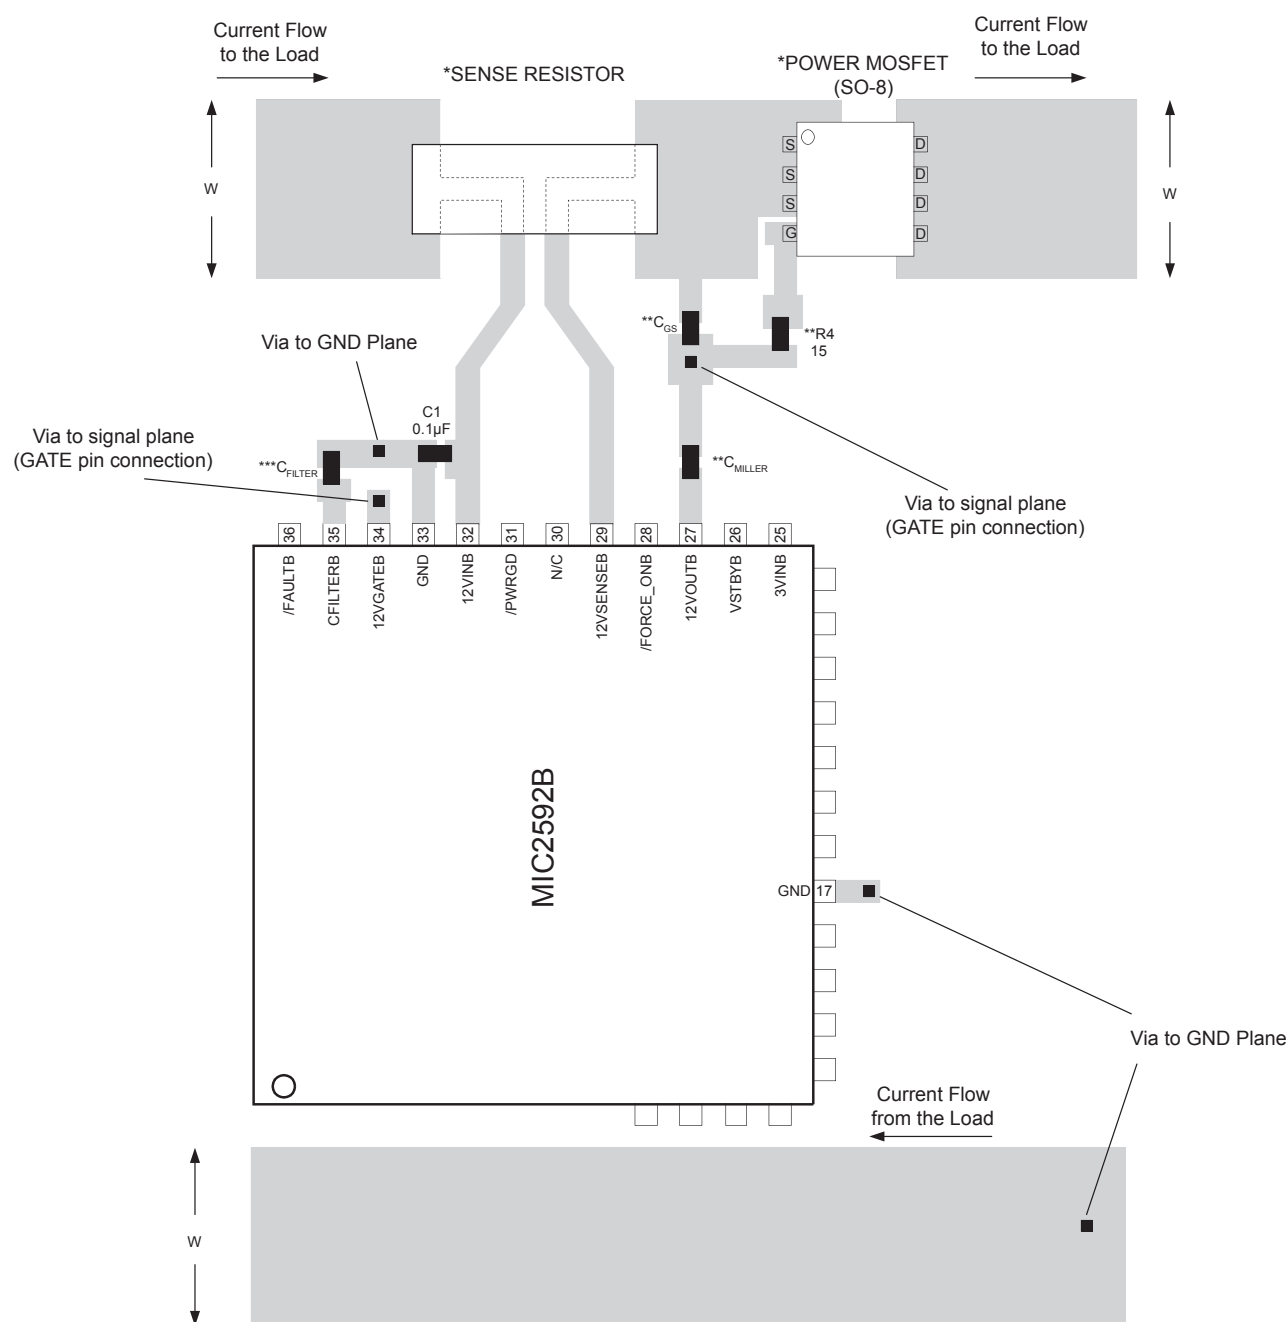 Current Flow
to the Load
*SENSE RESISTOR
*POWER MOSFET
(SO-8)
Current Flow
to the Load
W
W
S
S
S
G
D
D
D
D
**CGS
**R4
15
Via to GND Plane
C1
0.1µF
Via to signal plane
(GATE pin connection)
***CFILTER
**CMILLER
Via to signal plane
(GATE pin connection)
36
35
34
33
32
31
30
29
28
27
26
25
/FAULTB
CFILTERB
12VGATEB
GND
12VINB
/PWRGD
N/C
12VSENSEB
/FORCE_ONB
12VOUTB
VSTBYB
3VINB
MIC2592B
GND 17
Via to GND Plane
Current Flow
from the Load
W